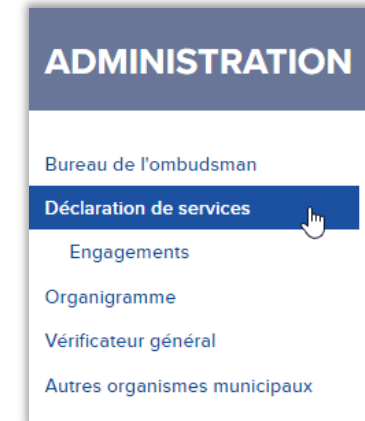 ADMINISTRATION
Bureau de l'ombudsman
Déclaration de services
Engagements
Organigramme
Vérificateur général
Autres organismes municipaux